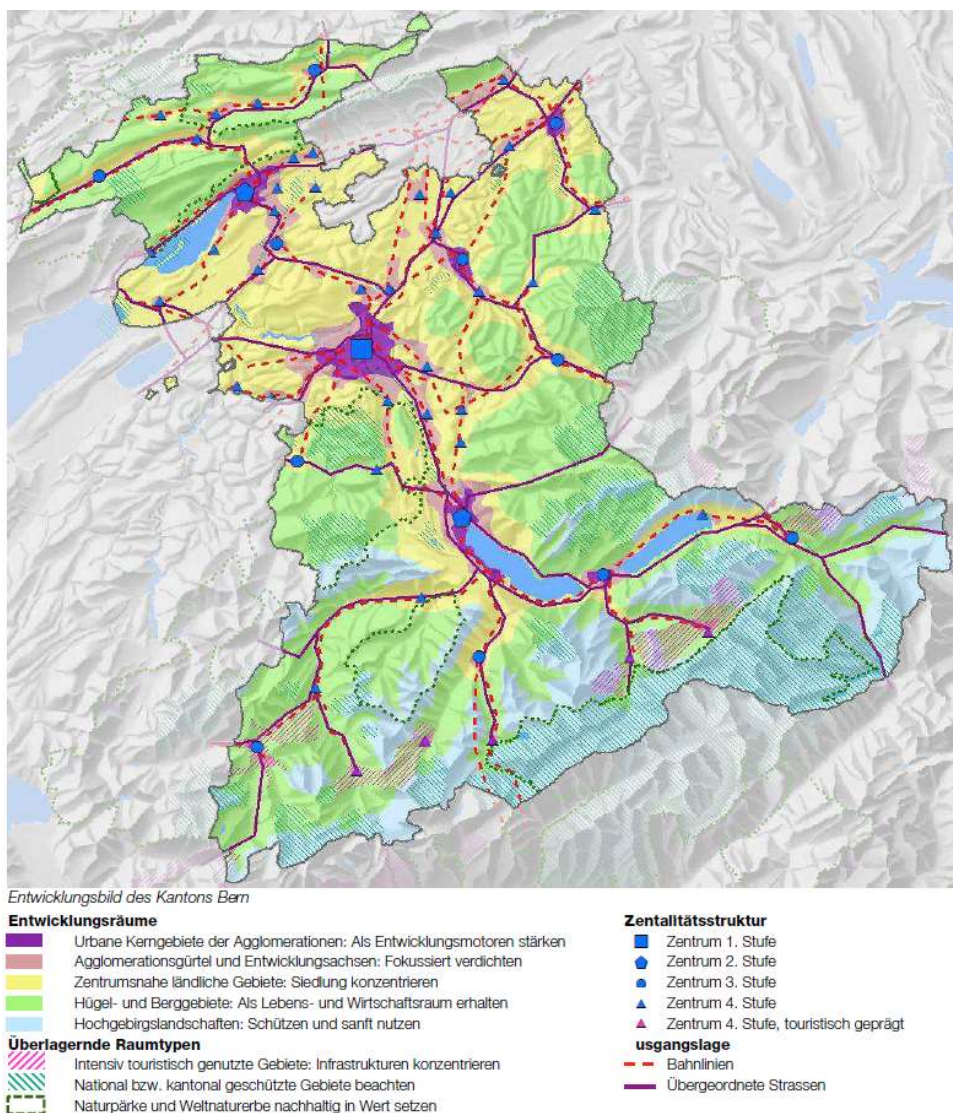 Entwicklungsbild des Kantons Bern
Entwicklungsräume
Urbane Kerngebiete der Agglomerationen: Als Entwicklungsmotoren stärken
Agglomerationsgürtel und Entwicklungsachsen: Fokussiert verdichten
Zentrumsnahe ländliche Gebiete: Siedlung konzentrieren
Hügel- und Berggebiete: Als Lebens- und Wirtschaftsraum erhalten
Hochgebirgslandschaften: Schützen und sanft nutzen
Überlagernde Raumtypen
Intensiv touristisch genutzte Gebiete: Infrastrukturen konzentrieren
National bzw. kantonal geschützte Gebiete beachten
Naturpärke und Weltnaturerbe nachhaltig in Wert setzen
Zentalitätsstruktur
Zentrum 1. Stufe
Zentrum 2. Stufe
Zentrum 3. Stufe
Zentrum 4. Stufe
Zentrum 4. Stufe, touristisch geprägt
usgangslage
Bahnlinien
Übergeordnete Strassen